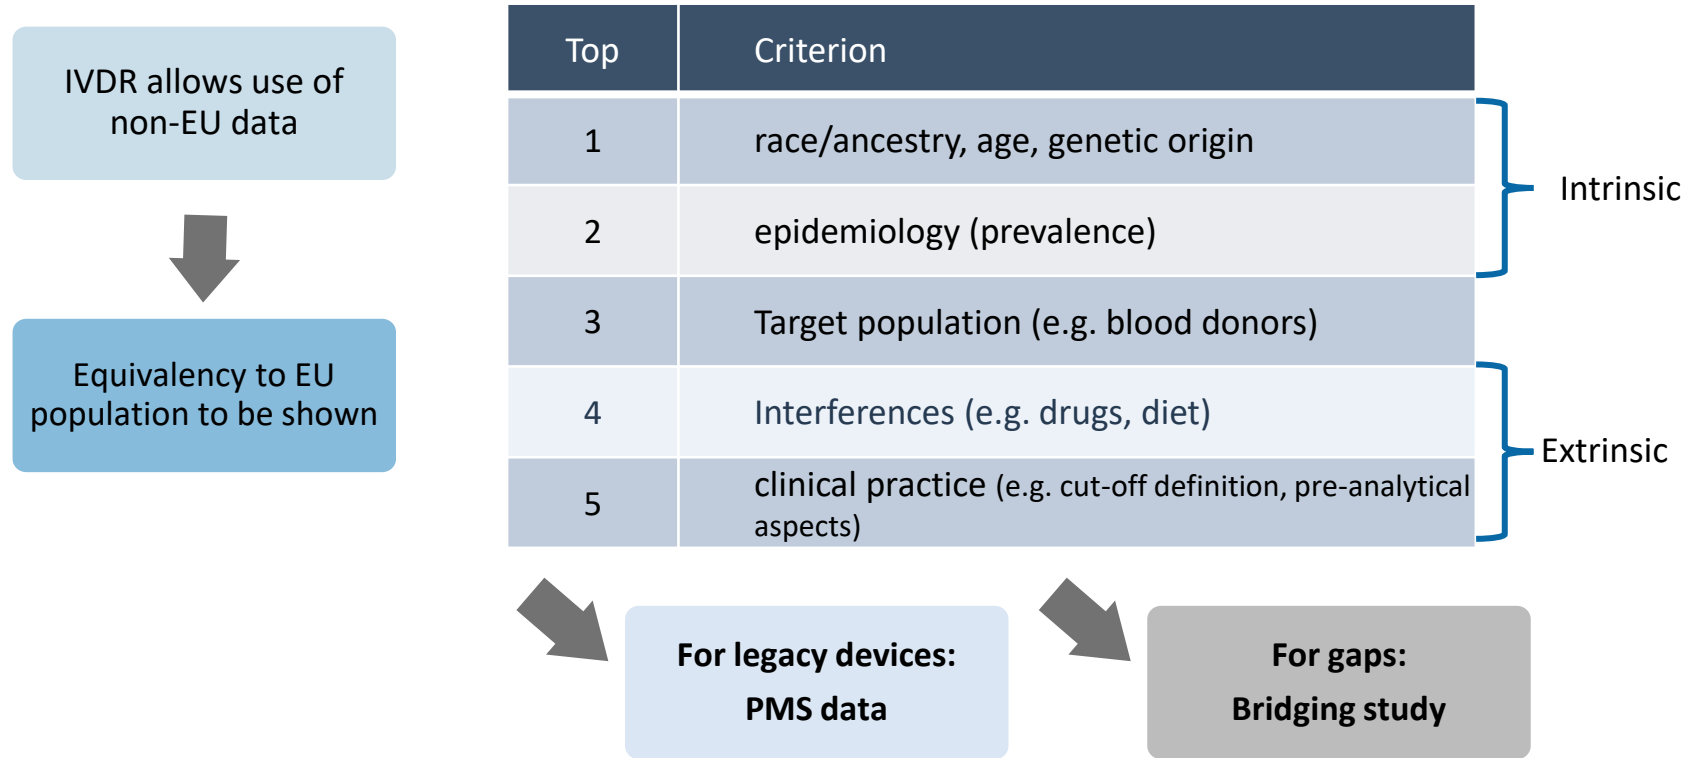 IVDR allows use of
non-EU data
Equivalency to EU
population to be shown
Top Criterion
1 race/ancestry, age, genetic origin
2 epidemiology (prevalence)
3 Target population (e.g. blood donors)
4 Interferences (e.g. drugs, diet)
5 clinical practice (e.g. cut-off definition, pre-analytical
aspects)
Intrinsic
Extrinsic
For legacy devices:
PMS data
For gaps:
Bridging study